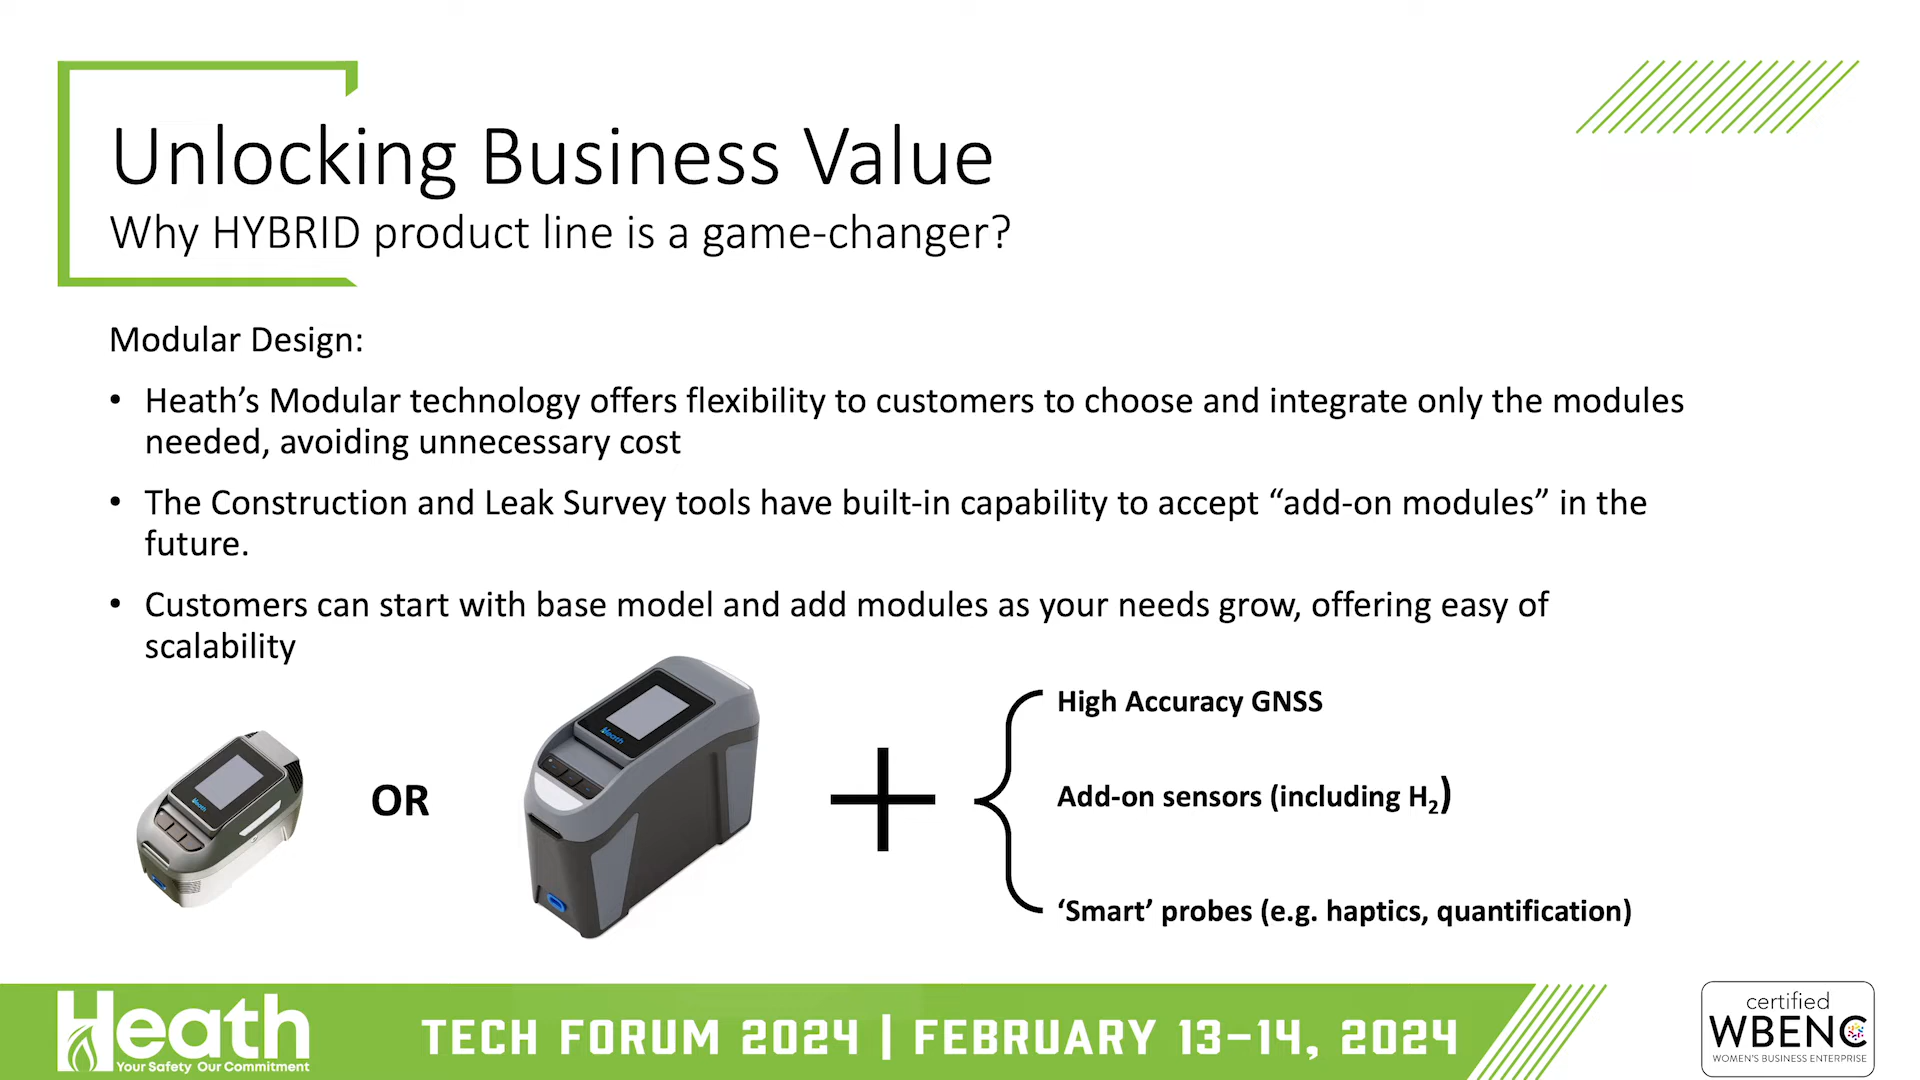 Unlocking Business Value
Why HYBRID product line is a game-changer?
Modular Design:
• Heath’s Modular technology offers flexibility to customers to choose and integrate only the modules
needed, avoiding unnecessary cost
• The Construction and Leak Survey tools have built-in capability to accept “add-on modules” in the
future.
• Customers can start with base model and add modules as your needs grow, offering easy of
scalability
Heath
OR
Heath
High Accuracy GNSS
Add-on sensors (including H₂)
‘Smart’ probes (e.g. haptics, quantification)
Heath
Your Safety Our Commitment
TECH FORUM 2024 | FEBRUARY 13–14, 2024
certified
WBENC
WOMEN'S BUSINESS ENTERPRISE